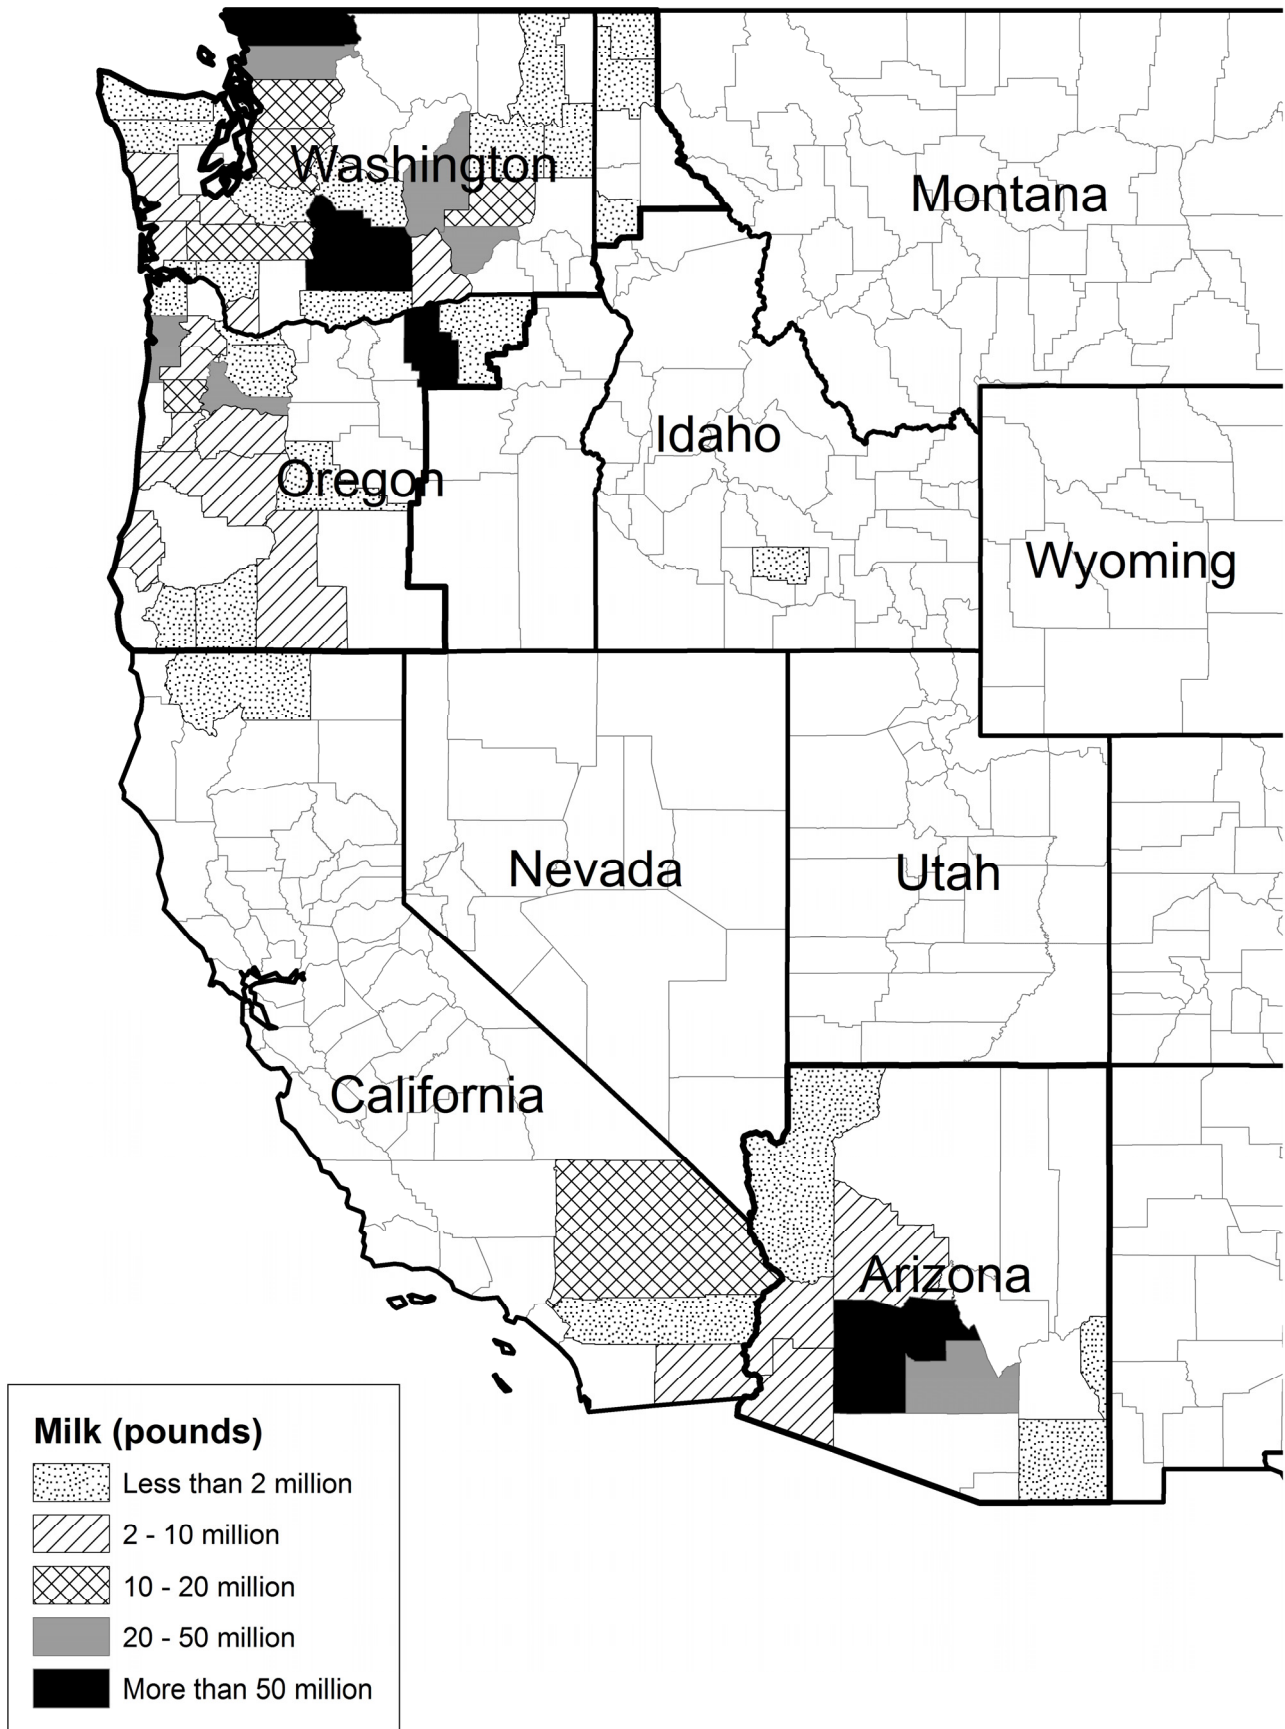 Washington
Montana
Idaho
Oregon
Wyoming
Nevada
Utah
California
Arizona
Milk (pounds)
Less than 2 million
2 - 10 million
10 - 20 million
20 - 50 million
More than 50 million